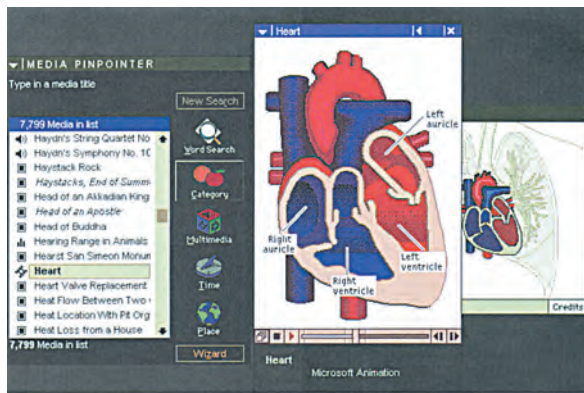 Heart
MEDIA PINPOINTER
Type in a media title
New Search
7,799 Media in list
Haydn's String Quartet No
Haydn's Symphony No. 10
Haystack Rock
Haystacks, End of Summe
Head of an Akkadian King
Head of an Apostle
Head of Buddha
Hearing Range in Animals
Hearst San Simeon Monum
Heart
Heart Valve Replacement
Heat Flow Between Two
Heat Location With Pit Org
Heat Loss from a House
7,799 Media in list
Word Search
Category
Multimedia
Time
Place
Wizard
Left
auricle
Right
auricle
Left
ventricle
Right
ventricle
Credits
Heart
Microsoft Animation